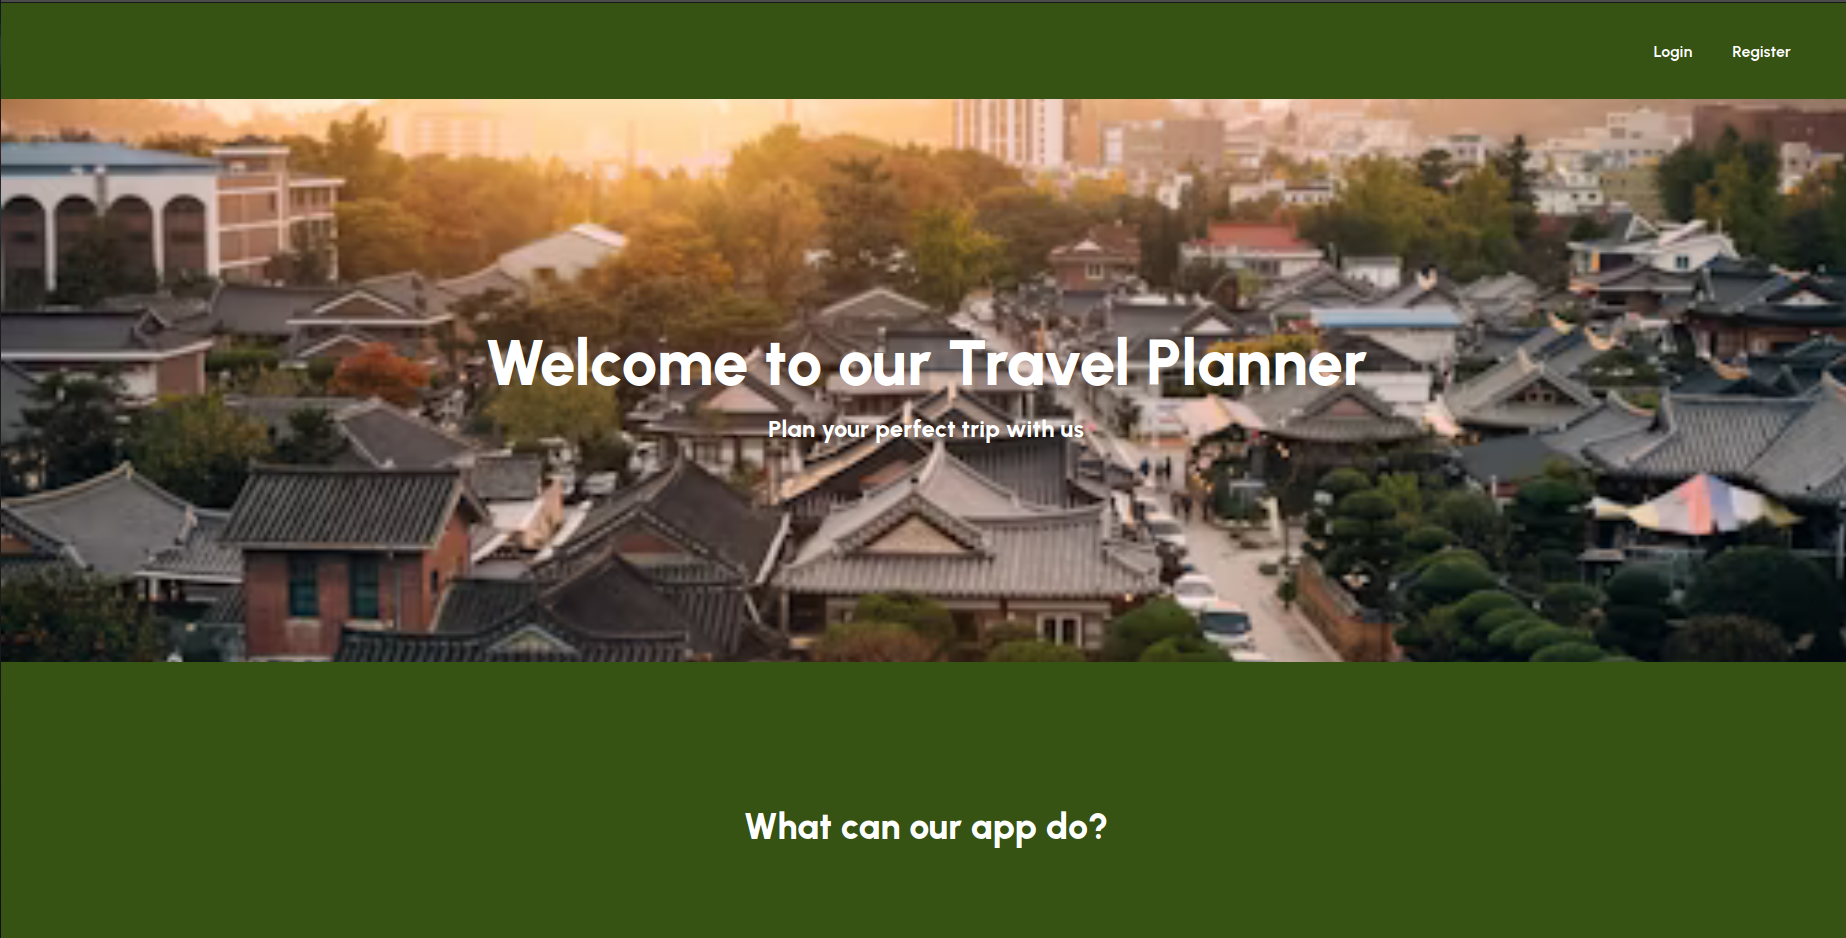 Login Register
Welcome to our Travel Planner
Plan your perfect trip with us
What can our app do?